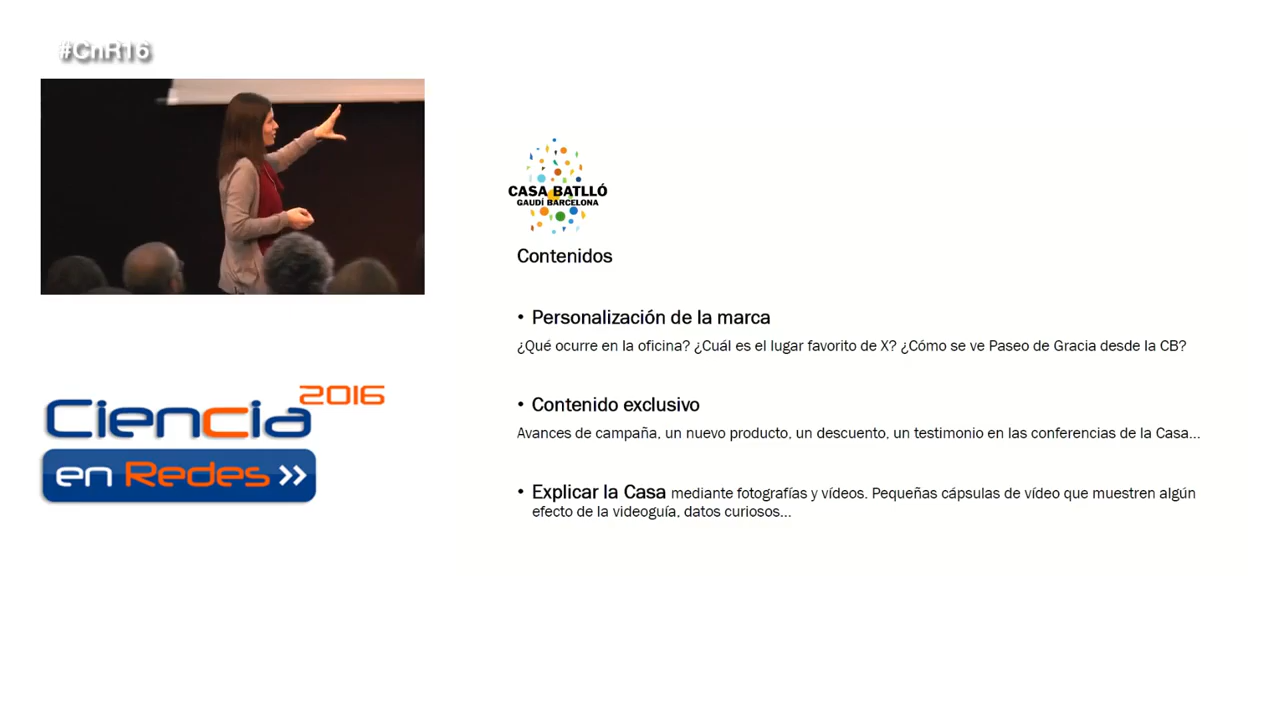 #CnR16
CASA BATLLÓ
GAUDÍ BARCELONA
Contenidos
• Personalización de la marca
¿Qué ocurre en la oficina? ¿Cuál es el lugar favorito de X? ¿Cómo se ve Paseo de Gracia desde la CB?
• Contenido exclusivo
Avances de campaña, un nuevo producto, un descuento, un testimonio en las conferencias de la Casa...
• Explicar la Casa mediante fotografías y vídeos. Pequeñas cápsulas de vídeo que muestren algún
efecto de la videoguía, datos curiosos...
2016
Ciencia
en Redes >>